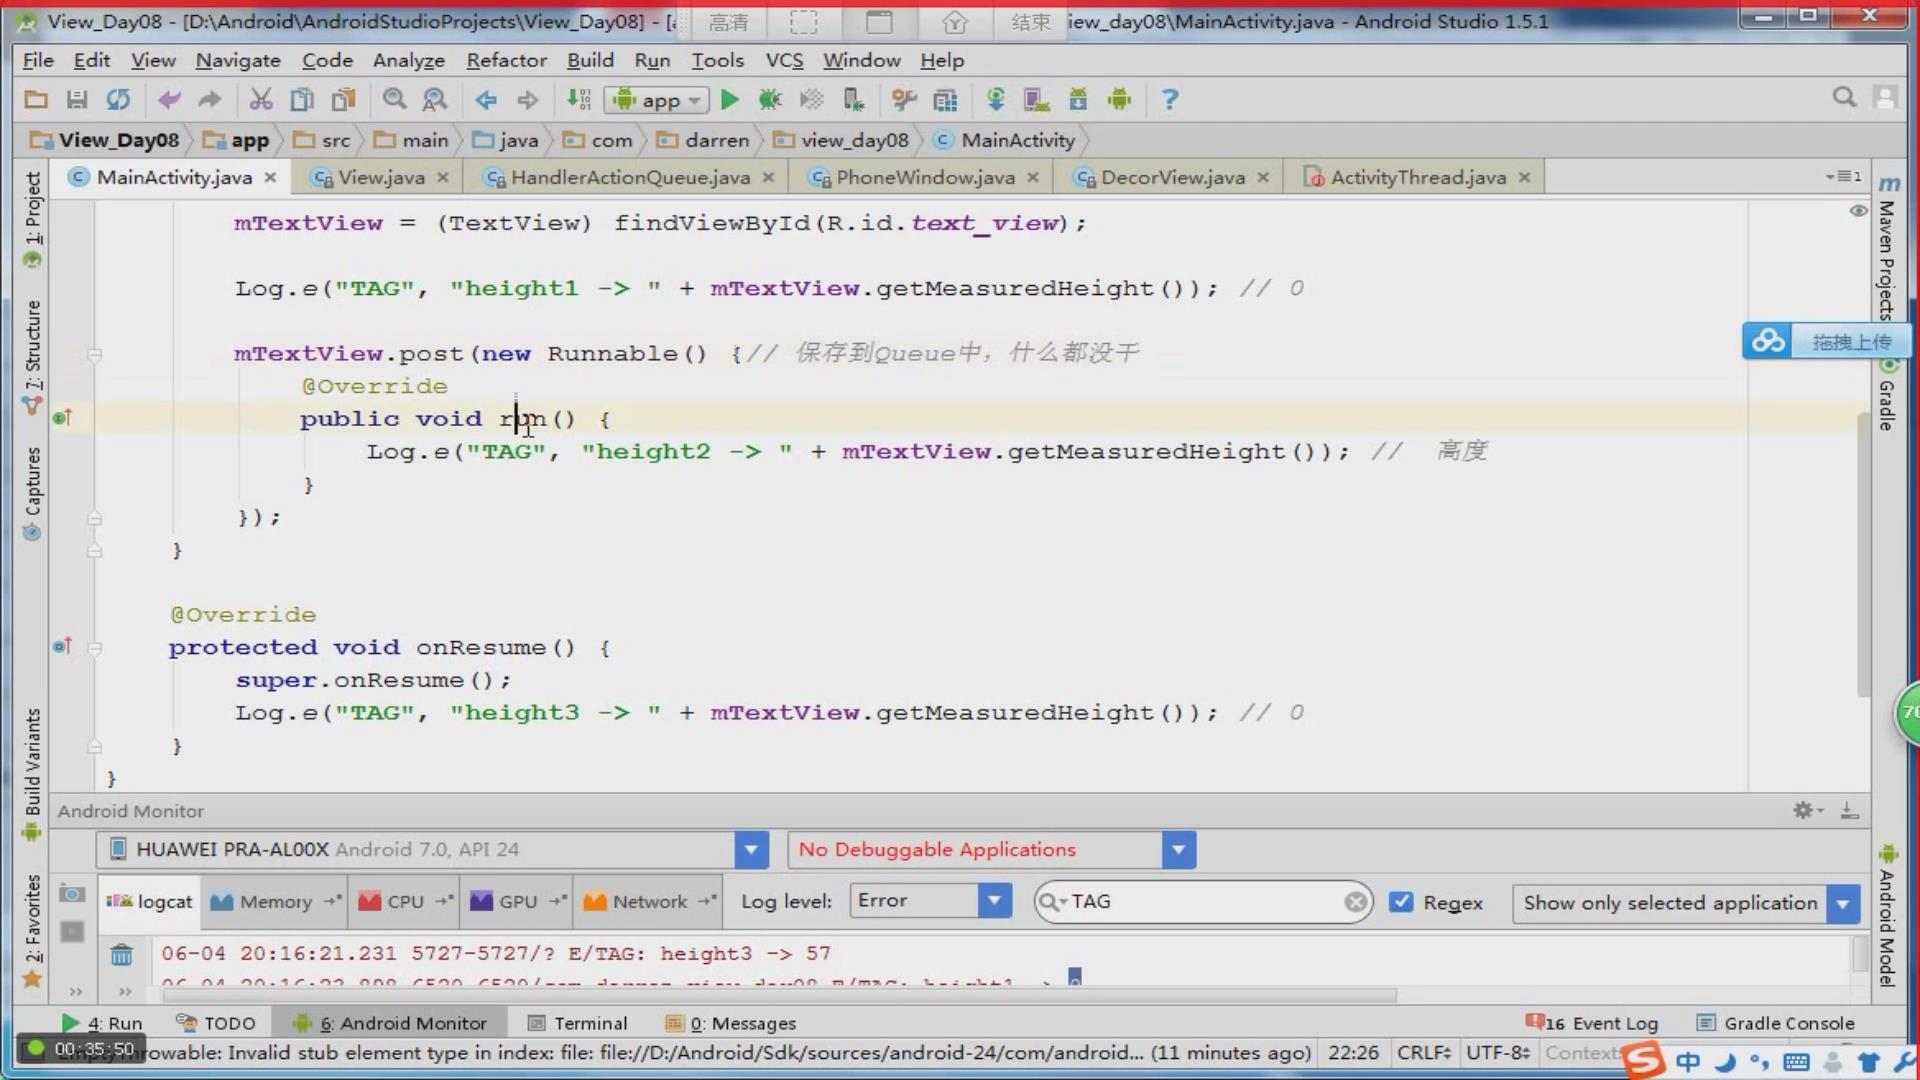 View_Day08 - [D:\Android\AndroidStudioProjects\View_Day08] - [
高清
结束
iew_day08\MainActivity.java - Android Studio 1.5.1
File Edit View Navigate Code Analyze Refactor Build Run Tools VCS Window Help
app
View_Day08 app src main java com darren view_day08 MainActivity
MainActivity.java View.java HandlerActionQueue.java PhoneWindow.java DecorView.java ActivityThread.java
1: Project
7: Structure
Captures
Build Variants
2: Favorites
mTextView = (TextView) findViewById(R.id.text_view);
Log.e("TAG", "height1 -> " + mTextView.getMeasuredHeight()); // 0
mTextView.post(new Runnable() {// 保存到Queue中，什么都没干
@Override
public void run() {
Log.e("TAG", "height2 -> " + mTextView.getMeasuredHeight()); // 高度
}
});
}
@Override
protected void onResume() {
super.onResume();
Log.e("TAG", "height3 -> " + mTextView.getMeasuredHeight()); // 0
}
}
Maven Projects
Gradle
Android Model
拖拽上传
70
Android Monitor
HUAWEI PRA-AL00X Android 7.0, API 24
No Debuggable Applications
logcat Memory CPU GPU Network Log level: Error TAG Regex Show only selected application
06-04 20:16:21.231 5727-5727/? E/TAG: height3 -> 57
4: Run TODO 6: Android Monitor Terminal 0: Messages 16 Event Log Gradle Console
00:35:50
rowable: Invalid stub element type in index: file: file://D:/Android/Sdk/sources/android-24/com/android... (11 minutes ago) 22:26 CRLF UTF-8 Context
中